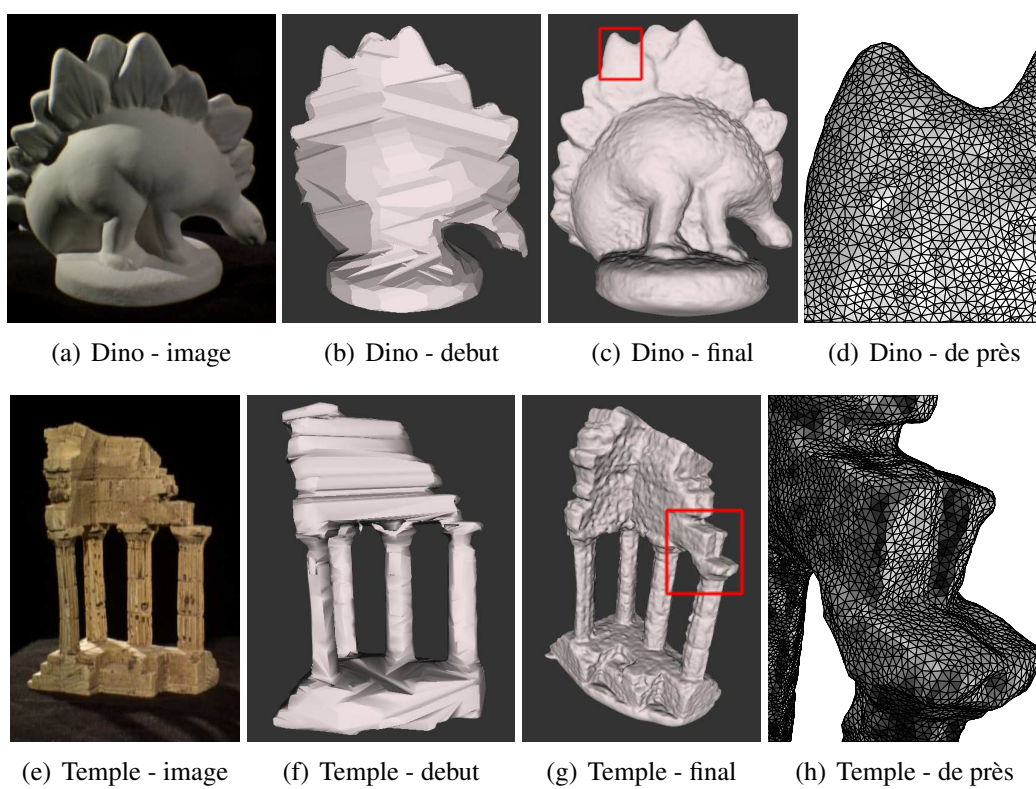 (a) Dino - image
(b) Dino - debut
(c) Dino - final
(d) Dino - de près
(e) Temple - image
(f) Temple - debut
(g) Temple - final
(h) Temple - de près